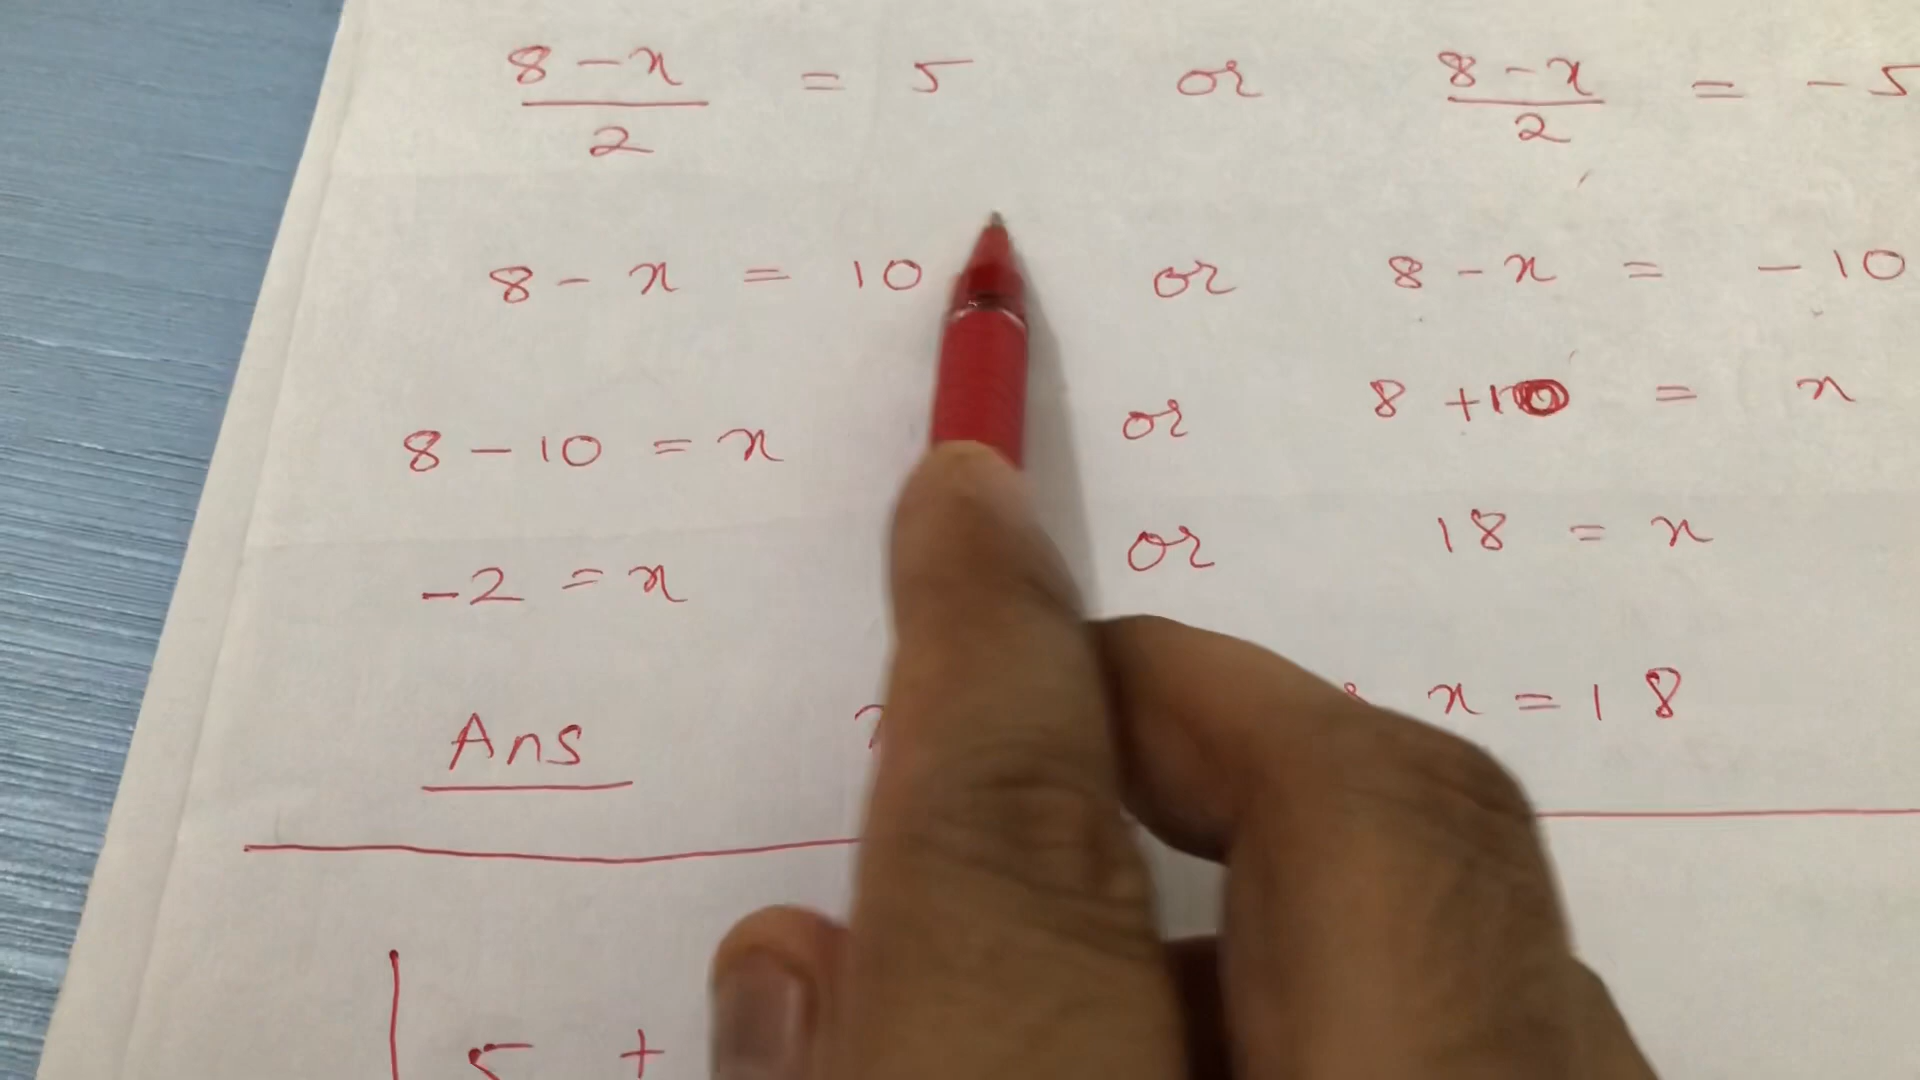 8 - x / 2 = 5 or 8 - x / 2 = - 5
8 - x = 10 or 8 - x = - 10
8 - 10 = x or 8 + 10 = x
-2 = x or 18 = x
Ans x = 18
| 5 +